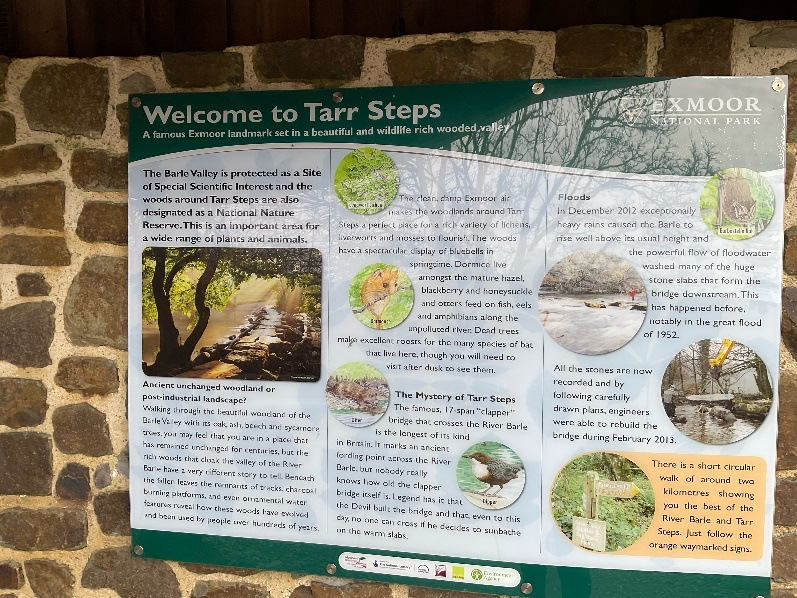 Welcome to Tarr Steps
A famous Exmoor landmark set in a beautiful and wildlife rich wooded valley
EXMOOR
NATIONAL PARK
The Barle Valley is protected as a Site
of Special Scientific Interest and the
woods around Tarr Steps are also
designated as a National Nature
Reserve. This is an important area for
a wide range of plants and animals.
Ancient unchanged woodland or
post-industrial landscape?
Walking through the beautiful woodland of the
Barle Valley with its oak, ash, beech and sycamore
trees, you may feel that you are in a place that
has remained unchanged for centuries, but the
rich woods that cloak the valley of the River
Barle have a very different story to tell. Beneath
the
leaves the remnants of tracks, charcoal
burning platforms, and even ornamental water
features reveal how these woods have evolved
and been used by people over hundreds of years.
The clean, damp Exmoor air
makes the woodlands around Tarr
Steps a perfect place for a rich variety of lichens,
liverworts and mosses to flourish. The woods
have a spectacular display of bluebells in
springtime. Dormice live
amongst the mature hazel,
blackberry and honeysuckle
and otters feed on fish, eels
and amphibians along the
unpolluted river. Dead trees
make excellent roosts for the many species of bat
that live here, though you will need to
visit after dusk to see them.
Dormouse
Otter
The Mystery of Tarr Steps
The famous, 17-span "clapper"
bridge that crosses the River Barle
is the longest of its kind
in Britain. It marks an ancient
fording point across the River
Barle, but nobody really
knows how old the clapper
bridge itself is. Legend has it that
the Devil built the bridge and that, even to this
day, no one can cross if he decides to sunbathe
on the warm slabs.
Dipper
Floods
In December 2012 exceptionally
heavy rains caused the Barle to
rise well above its usual height and
the powerful flow of floodwater
washed many of the huge
stone slabs that form the
bridge downstream. This
has happened before,
notably in the great flood
of 1952.
All the stones are now
recorded and by
following carefully
drawn plans, engineers
were able to rebuild the
bridge during February 2013.
There is a short circular
walk of around two
kilometres showing
you the best of the
River Barle and Tarr
Steps. Just follow the
orange waymarked signs.
Environment
Agency